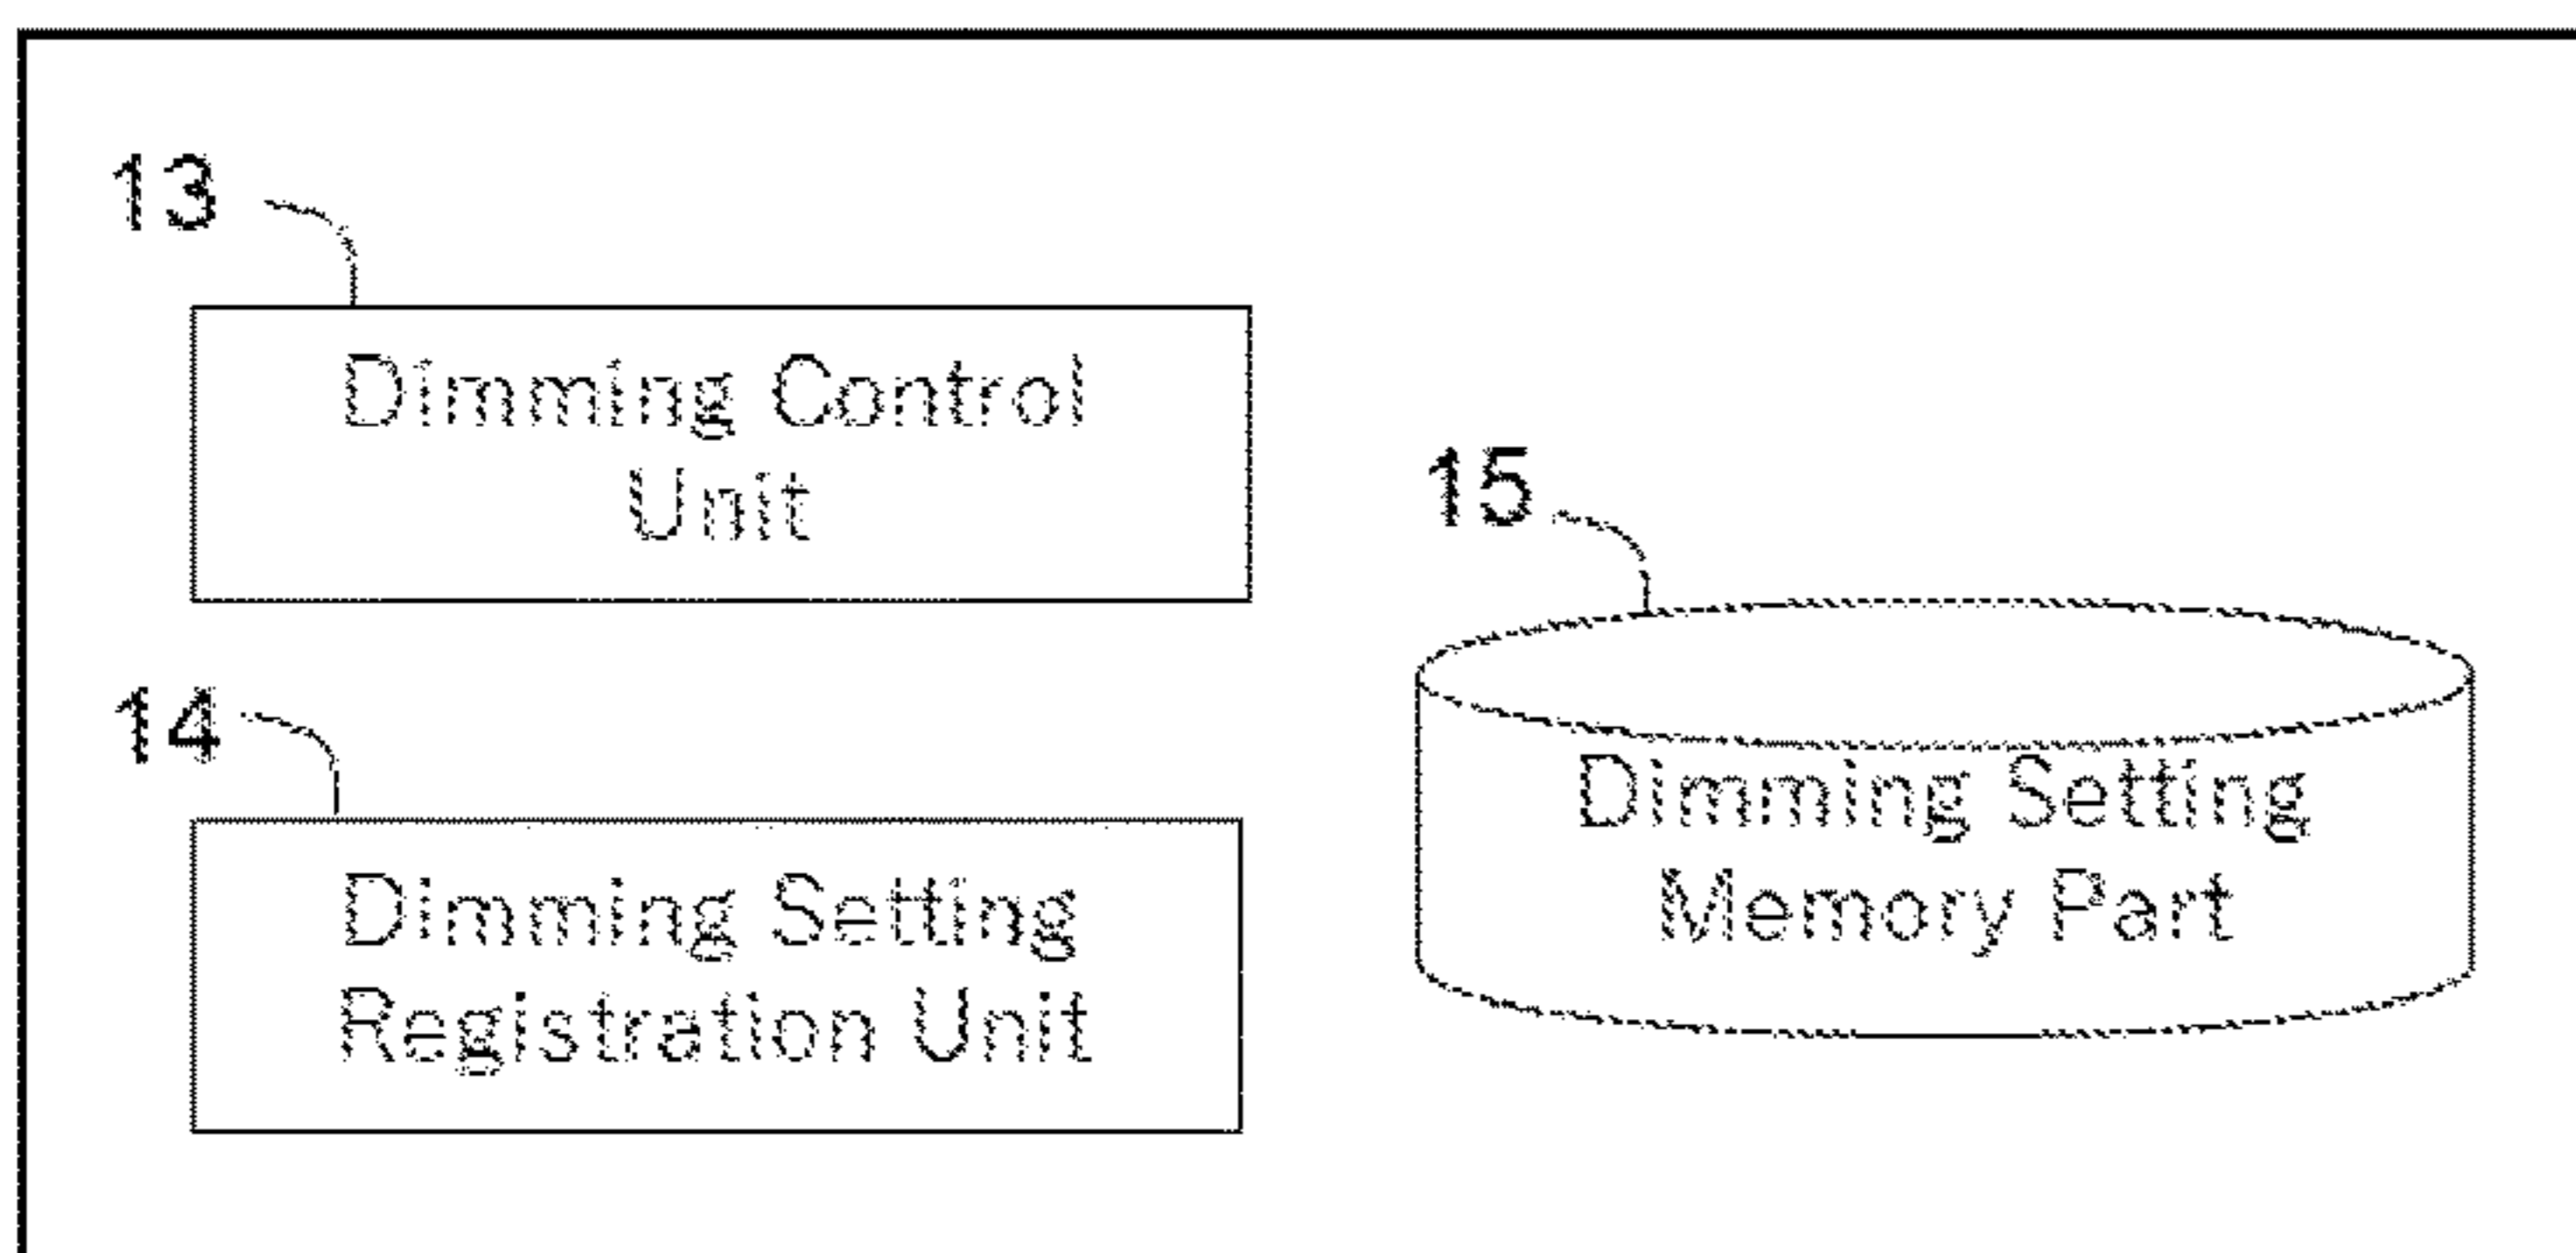 13
Dimming Control
Unit
14
Dimming Setting
Registration Unit
15
Dimming Setting
Memory Part